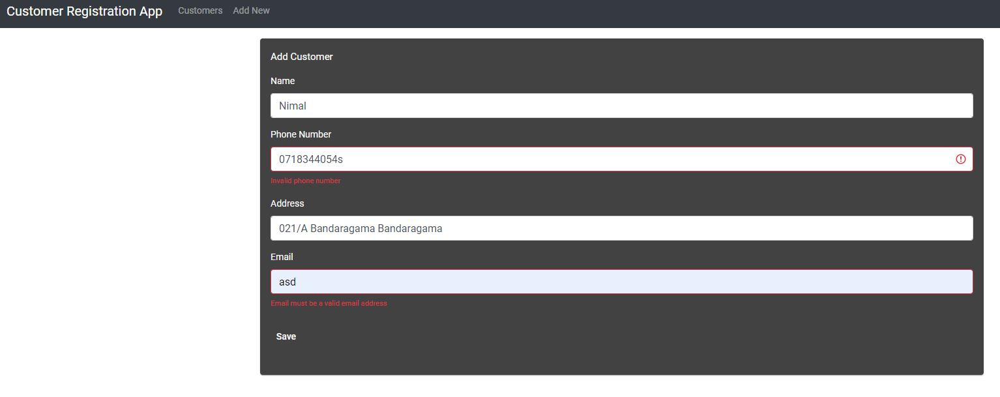 Customer Registration App Customers Add New
Add Customer
Name
Nimal
Phone Number
0718344054s
Invalid phone number
Address
021/A Bandaragama Bandaragama
Email
asd
Email must be a valid email address
Save